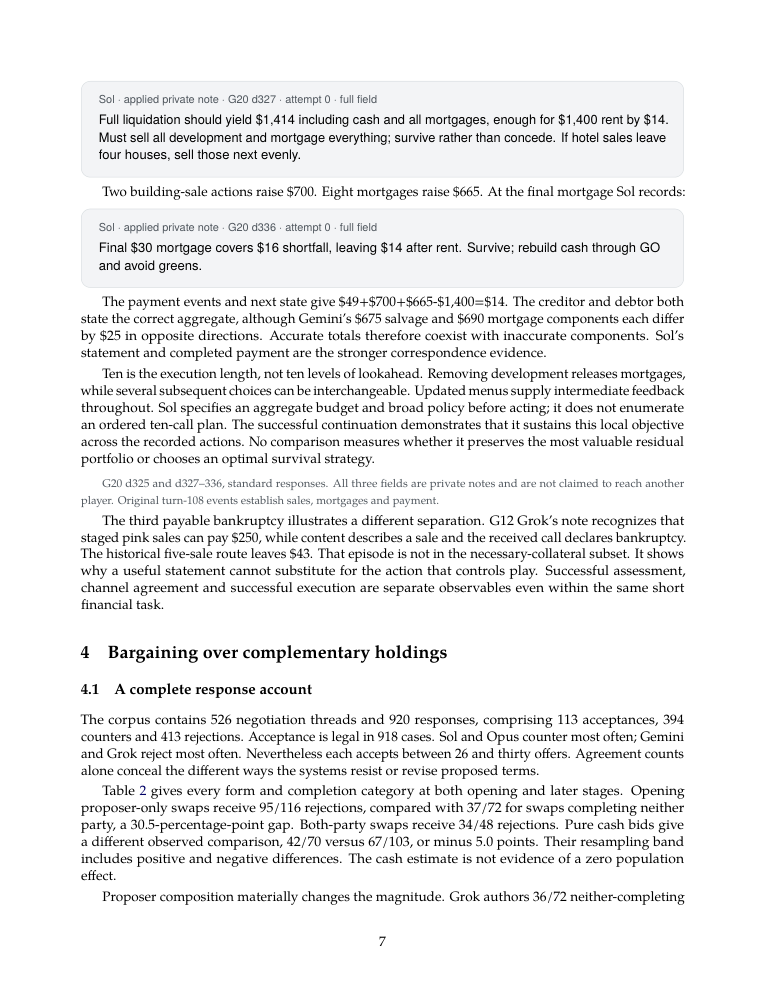 Sol · applied private note · G20 d327 · attempt 0 · full field
Full liquidation should yield $1,414 including cash and all mortgages, enough for $1,400 rent by $14.
Must sell all development and mortgage everything; survive rather than concede. If hotel sales leave
four houses, sell those next evenly.
Two building-sale actions raise $700. Eight mortgages raise $665. At the final mortgage Sol records:
Sol · applied private note · G20 d336 · attempt 0 · full field
Final $30 mortgage covers $16 shortfall, leaving $14 after rent. Survive; rebuild cash through GO
and avoid greens.
The payment events and next state give $49+$700+$665-$1,400=$14. The creditor and debtor both
state the correct aggregate, although Gemini's $675 salvage and $690 mortgage components each differ
by $25 in opposite directions. Accurate totals therefore coexist with inaccurate components. Sol's
statement and completed payment are the stronger correspondence evidence.
Ten is the execution length, not ten levels of lookahead. Removing development releases mortgages,
while several subsequent choices can be interchangeable. Updated menus supply intermediate feedback
throughout. Sol specifies an aggregate budget and broad policy before acting; it does not enumerate
an ordered ten-call plan. The successful continuation demonstrates that it sustains this local objective
across the recorded actions. No comparison measures whether it preserves the most valuable residual
portfolio or chooses an optimal survival strategy.
G20 d325 and d327–336, standard responses. All three fields are private notes and are not claimed to reach another
player. Original turn-108 events establish sales, mortgages and payment.
The third payable bankruptcy illustrates a different separation. G12 Grok's note recognizes that
staged pink sales can pay $250, while content describes a sale and the received call declares bankruptcy.
The historical five-sale route leaves $43. That episode is not in the necessary-collateral subset. It shows
why a useful statement cannot substitute for the action that controls play. Successful assessment,
channel agreement and successful execution are separate observables even within the same short
financial task.
4 Bargaining over complementary holdings
4.1 A complete response account
The corpus contains 526 negotiation threads and 920 responses, comprising 113 acceptances, 394
counters and 413 rejections. Acceptance is legal in 918 cases. Sol and Opus counter most often; Gemini
and Grok reject most often. Nevertheless each accepts between 26 and thirty offers. Agreement counts
alone conceal the different ways the systems resist or revise proposed terms.
Table 2 gives every form and completion category at both opening and later stages. Opening
proposer-only swaps receive 95/116 rejections, compared with 37/72 for swaps completing neither
party, a 30.5-percentage-point gap. Both-party swaps receive 34/48 rejections. Pure cash bids give
a different observed comparison, 42/70 versus 67/103, or minus 5.0 points. Their resampling band
includes positive and negative differences. The cash estimate is not evidence of a zero population
effect.
Proposer composition materially changes the magnitude. Grok authors 36/72 neither-completing
7